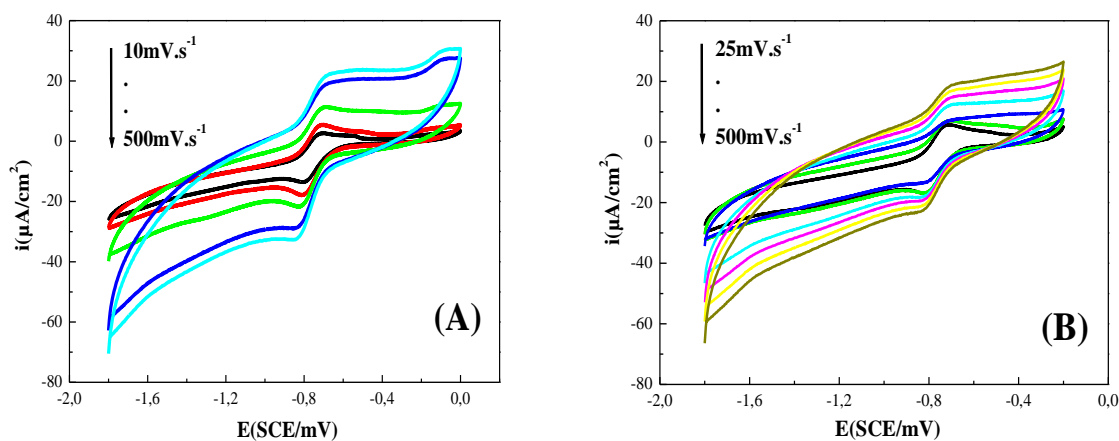 40
20
0
-20
-40
-60
-80
i(µA/cm²)
10mV.s⁻¹
.
.
500mV.s⁻¹
(A)
-2,0 -1,6 -1,2 -0,8 -0,4 0,0
E(SCE/mV)
40
20
0
-20
-40
-60
-80
i(µA/cm²)
25mV.s⁻¹
.
.
500mV.s⁻¹
(B)
-2,0 -1,6 -1,2 -0,8 -0,4 0,0
E(SCE/mV)